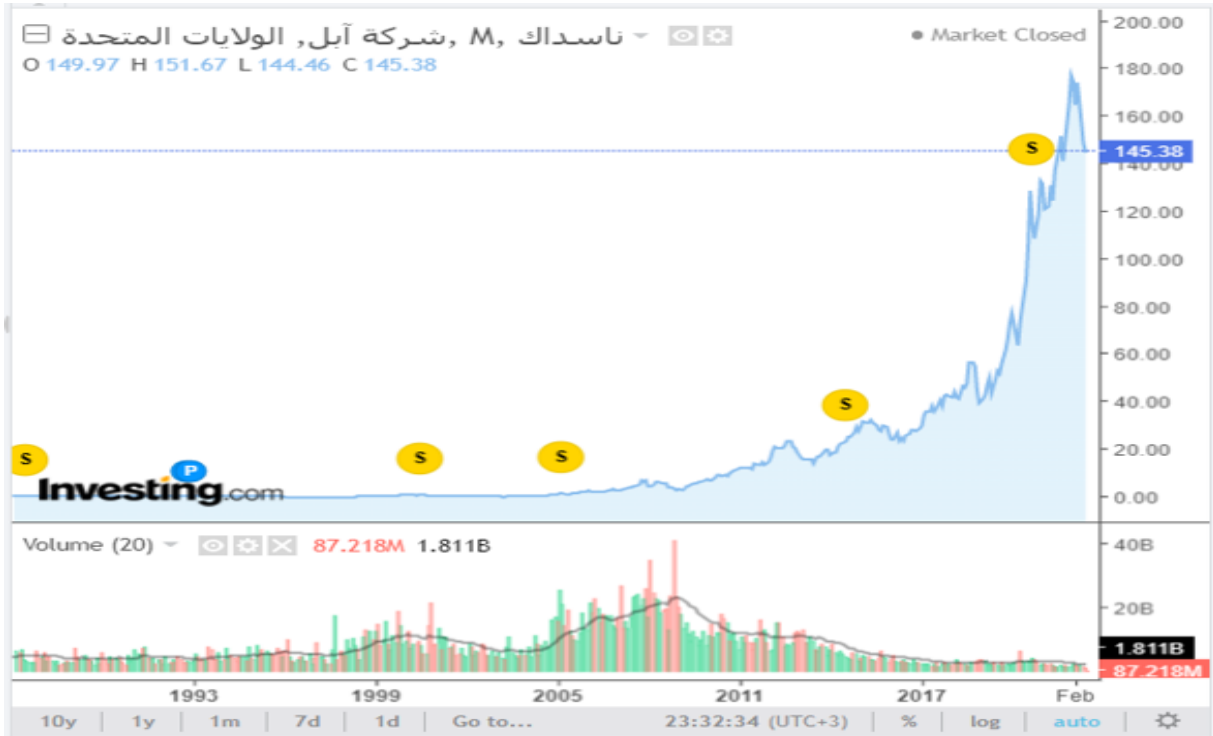 شركة آبل, الولايات المتحدة, M, ناسداك
Market Closed
O 149.97 H 151.67 L 144.46 C 145.38
200.00
180.00
160.00
S
145.38
140.00
120.00
100.00
80.00
60.00
S
40.00
S P S S
20.00
Investing.com
0.00
Volume (20) 87.218M 1.811B
40B
20B
1.811B
87.218M
1993 1999 2005 2011 2017 Feb
10y 1y 1m 7d 1d Go to... 23:32:34 (UTC+3) % log auto